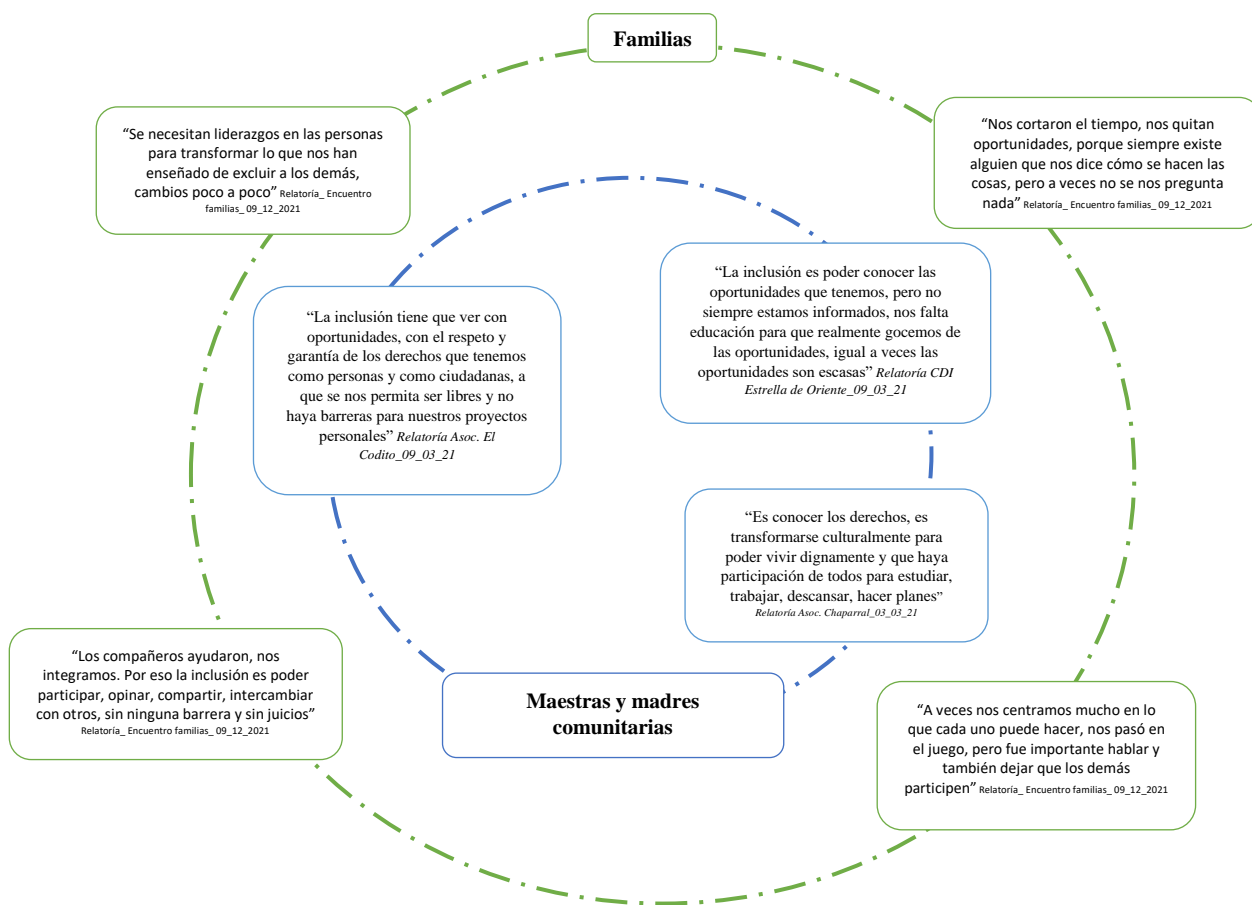 Familias
“Se necesitan liderazgos en las personas
para transformar lo que nos han
enseñado de excluir a los demás,
cambios poco a poco” Relatoría_ Encuentro
familias_ 09_12_2021
“Nos cortaron el tiempo, nos quitan
oportunidades, porque siempre existe
alguien que nos dice cómo se hacen las
cosas, pero a veces no se nos pregunta
nada” Relatoría_ Encuentro familias_ 09_12_2021
“La inclusión tiene que ver con
oportunidades, con el respeto y
garantía de los derechos que tenemos
como personas y como ciudadanas, a
que se nos permita ser libres y no
haya barreras para nuestros proyectos
personales” Relatoría Asoc. El
Codito_09_03_21
“La inclusión es poder conocer las
oportunidades que tenemos, pero no
siempre estamos informados, nos falta
educación para que realmente gocemos de
las oportunidades, igual a veces las
oportunidades son escasas” Relatoría CDI
Estrella de Oriente_09_03_21
“Es conocer los derechos, es
transformarse culturalmente para
poder vivir dignamente y que haya
participación de todos para estudiar,
trabajar, descansar, hacer planes”
Relatoría Asoc. Chaparral_03_03_21
“Los compañeros ayudaron, nos
integramos. Por eso la inclusión es poder
participar, opinar, compartir, intercambiar
con otros, sin ninguna barrera y sin juicios”
Relatoría_ Encuentro familias_ 09_12_2021
Maestras y madres
comunitarias
“A veces nos centramos mucho en lo
que cada uno puede hacer, nos pasó en
el juego, pero fue importante hablar y
también dejar que los demás
participen” Relatoría_ Encuentro familias_ 09_12_2021